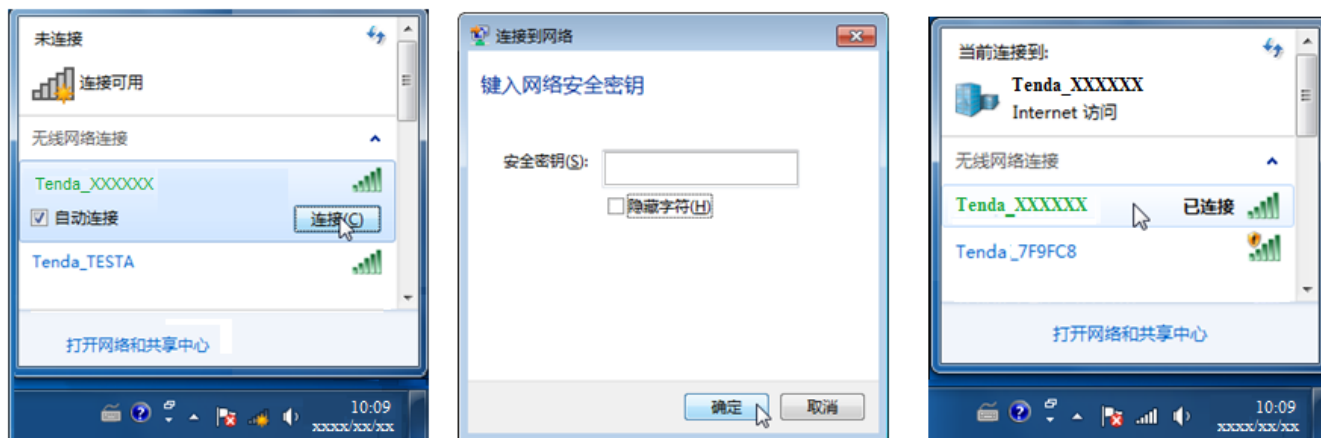 未连接
连接可用
无线网络连接
Tenda_XXXXXX
自动连接
连接(C)
Tenda_TESTA
打开网络和共享中心
10:09
xxxx/xx/xx
连接到网络
键入网络安全密钥
安全密钥(S):
隐藏字符(H)
确定
取消
当前连接到:
Tenda_XXXXXX
Internet 访问
无线网络连接
Tenda_XXXXXX 已连接
Tenda_7F9FC8
打开网络和共享中心
10:09
xxxx/xx/xx